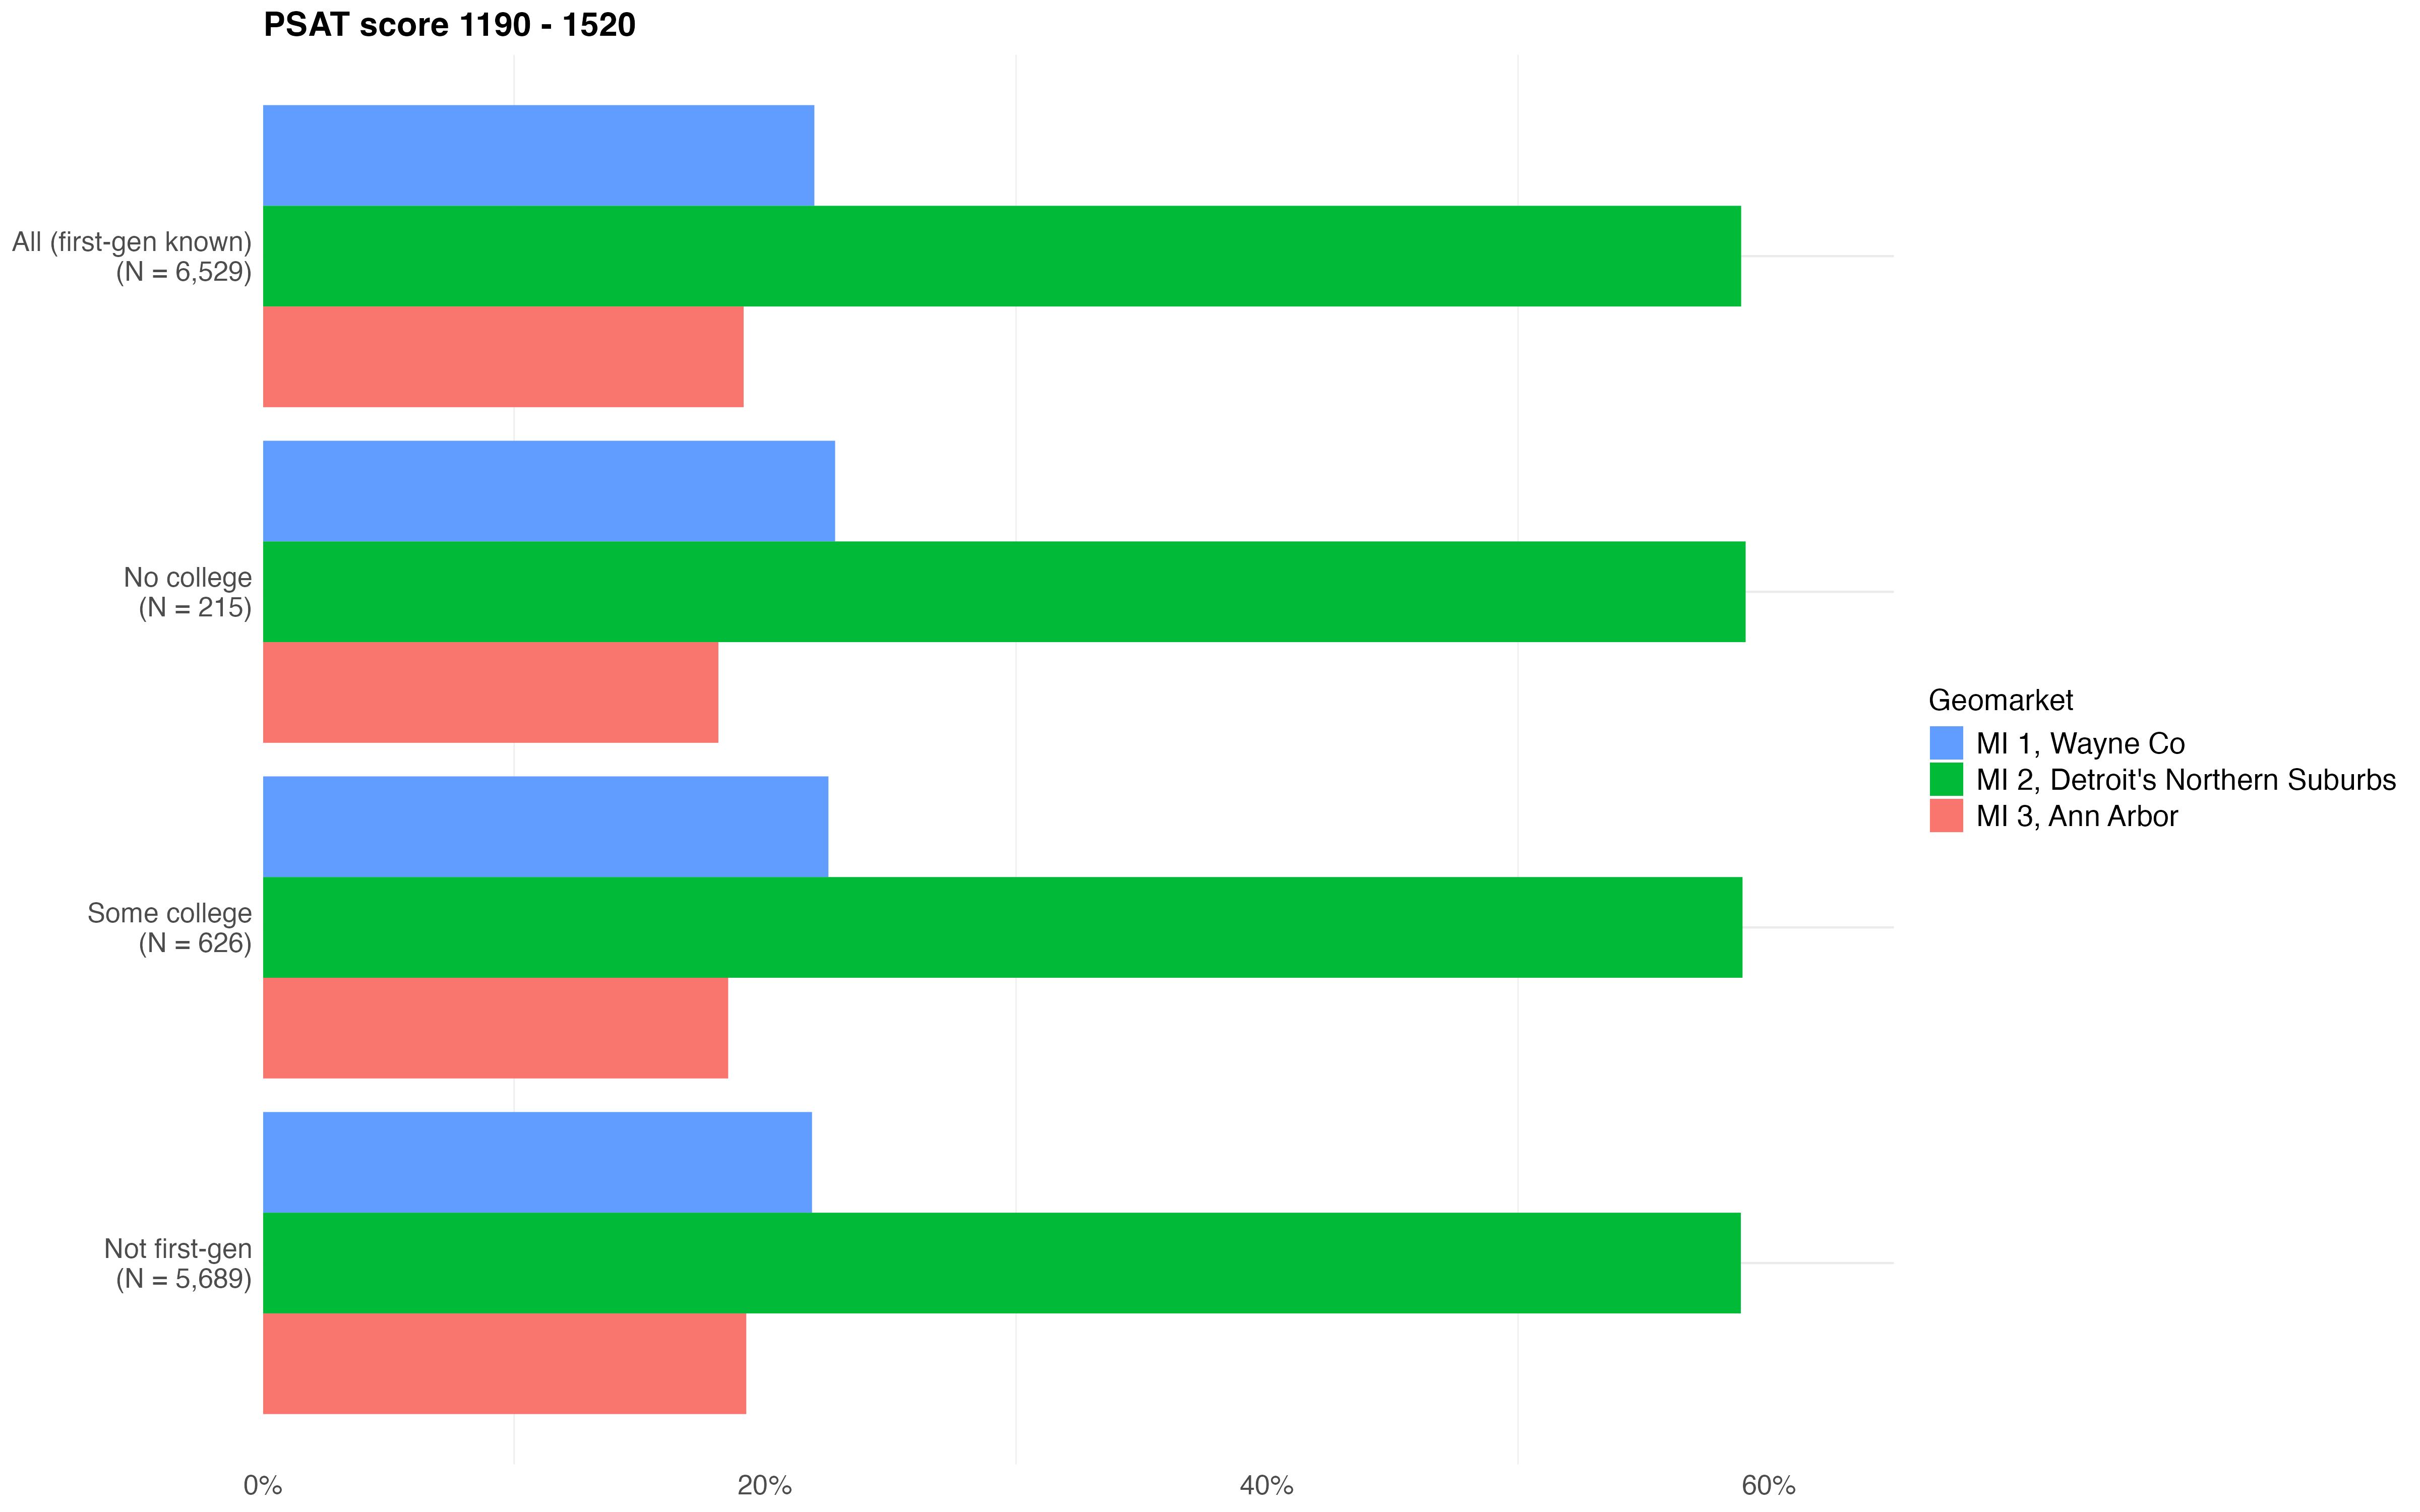 PSAT score 1190 - 1520
All (first-gen known)
(N = 6,529)
No college
(N = 215)
Some college
(N = 626)
Not first-gen
(N = 5,689)
0%
20%
40%
60%
Geomarket
MI 1, Wayne Co
MI 2, Detroit's Northern Suburbs
MI 3, Ann Arbor